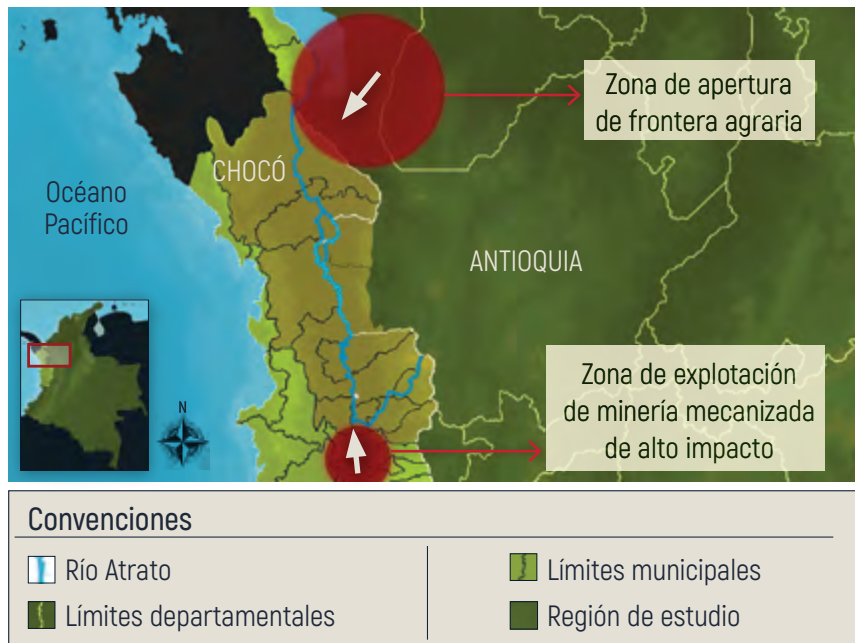 Zona de apertura
de frontera agraria
CHOCÓ
Océano
Pacífico
ANTIOQUIA
Zona de explotación
de minería mecanizada
de alto impacto
N
Convenciones
Río Atrato
Límites municipales
Límites departamentales
Región de estudio